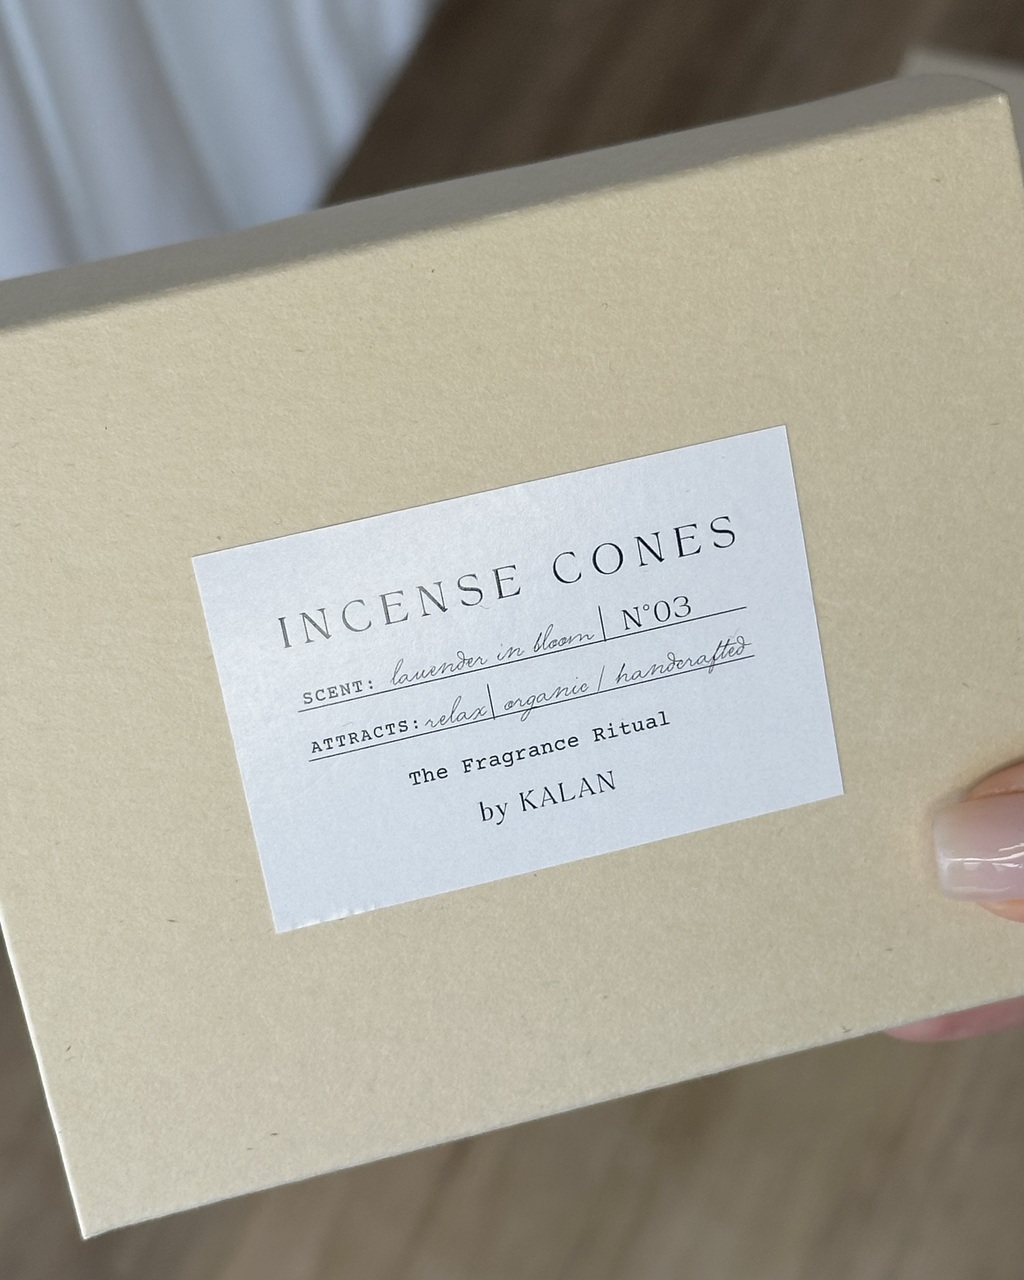 INCENSE CONES
SCENT: lavender in bloom | N°03
ATTRACTS: relax | organic / handcrafted
The Fragrance Ritual
by KALAN